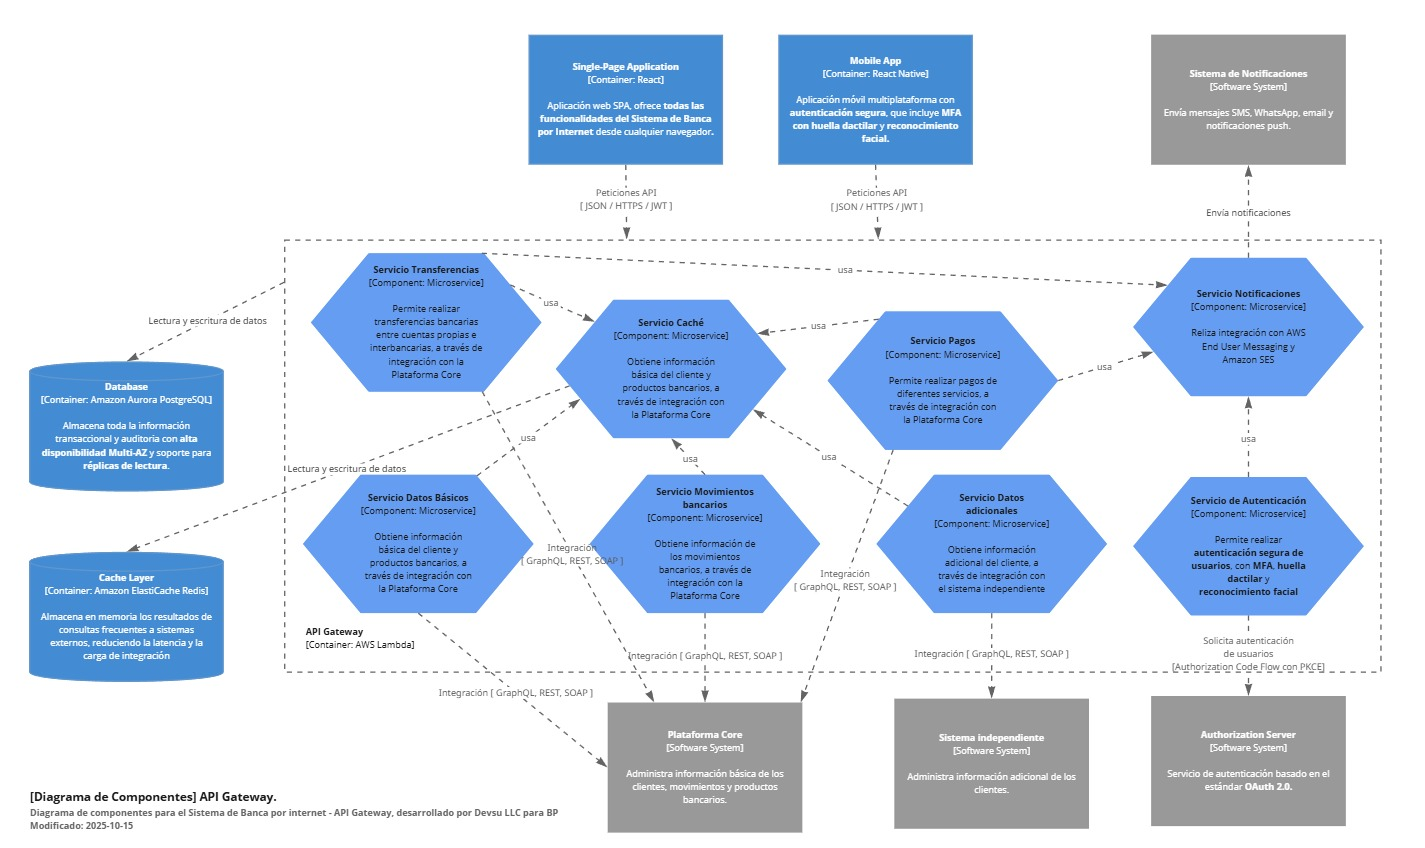 Single-Page Application
[Container: React]
Aplicación web SPA, ofrece todas las
funcionalidades del Sistema de Banca
por Internet desde cualquier navegador.
Mobile App
[Container: React Native]
Aplicación móvil multiplataforma con
autenticación segura, que incluye MFA
con huella dactilar y reconocimiento
facial.
Sistema de Notificaciones
[Software System]
Envía mensajes SMS, WhatsApp, email y
notificaciones push.
Peticiones API
[ JSON / HTTPS / JWT ]
Peticiones API
[ JSON / HTTPS / JWT ]
Envía notificaciones
Servicio Transferencias
[Component: Microservice]
Permite realizar
transferencias bancarias
entre cuentas propias e
interbancarias, a través de
integración con la
Plataforma Core
usa
usa
Servicio Caché
[Component: Microservice]
Obtiene información
básica del cliente y
productos bancarios, a
través de integración con
la Plataforma Core
usa
Servicio Pagos
[Component: Microservice]
Permite realizar pagos de
diferentes servicios, a
través de integración con
la Plataforma Core
usa
Servicio Notificaciones
[Component: Microservice]
Reliza integración con AWS
End User Messaging y
Amazon SES
Lectura y escritura de datos
Database
[Container: Amazon Aurora PostgreSQL]
Almacena toda la información
transaccional y auditoria con alta
disponibilidad Multi-AZ y soporte para
réplicas de lectura.
Lectura y escritura de datos
usa
usa
usa
usa
Servicio Datos Básicos
[Component: Microservice]
Obtiene información
básica del cliente y
productos bancarios, a
través de integración con
la Plataforma Core
Integración
[ GraphQL, REST, SOAP ]
Servicio Movimientos
bancarios
[Component: Microservice]
Obtiene información de
los movimientos
bancarios, a través de
integración con la
Plataforma Core
Integración
[ GraphQL, REST, SOAP ]
Servicio Datos
adicionales
[Component: Microservice]
Obtiene información
adicional del cliente, a
través de integración con
el sistema independiente
Servicio de Autenticación
[Component: Microservice]
Permite realizar
autenticación segura de
usuarios, con MFA, huella
dactilar y
reconocimiento facial
Cache Layer
[Container: Amazon ElastiCache Redis]
Almacena en memoria los resultados de
consultas frecuentes a sistemas
externos, reduciendo la latencia y la
carga de integración
API Gateway
[Container: AWS Lambda]
Integración [ GraphQL, REST, SOAP ]
Integración [ GraphQL, REST, SOAP ]
Integración [ GraphQL, REST, SOAP ]
Solicita autenticación
de usuarios
[Authorization Code Flow con PKCE]
Plataforma Core
[Software System]
Administra información básica de los
clientes, movimientos y productos
bancarios.
Sistema independiente
[Software System]
Administra información adicional de los
clientes.
Authorization Server
[Software System]
Servicio de autenticación basado en el
estándar OAuth 2.0.
[Diagrama de Componentes] API Gateway.
Diagrama de componentes para el Sistema de Banca por internet - API Gateway, desarrollado por Devsu LLC para BP
Modificado: 2025-10-15